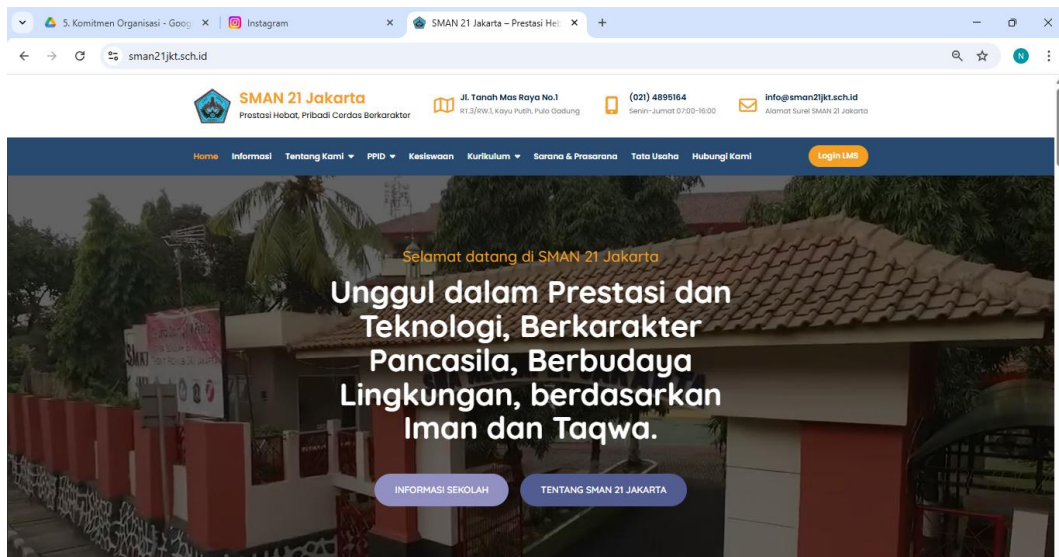 5. Komitmen Organisasi - Goog
Instagram
SMAN 21 Jakarta – Prestasi Heb
sman21jkt.sch.id
N
SMAN 21 Jakarta
Prestasi Hebat, Pribadi Cerdas Berkarakter
Jl. Tanah Mas Raya No.1
RT.3/RW.1, Kayu Putih, Pulo Gadung
(021) 4895164
Senin-Jumat 07:00-16:00
info@sman21jkt.sch.id
Alamat Surel SMAN 21 Jakarta
Home Informasi Tentang Kami PPID Kesiswaan Kurikulum Sarana & Prasarana Tata Usaha Hubungi Kami Login LMS
Selamat datang di SMAN 21 Jakarta
Unggul dalam Prestasi dan
Teknologi, Berkarakter
Pancasila, Berbudaya
Lingkungan, berdasarkan
Iman dan Taqwa.
INFORMASI SEKOLAH
TENTANG SMAN 21 JAKARTA